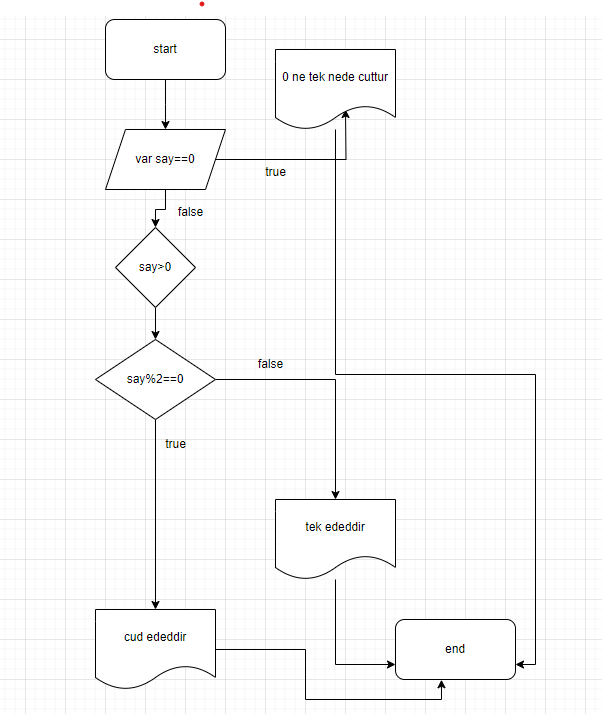 start
0 ne tek nede cuttur
var say==0
true
false
say>0
false
say%2==0
true
tek ededdir
cud ededdir
end